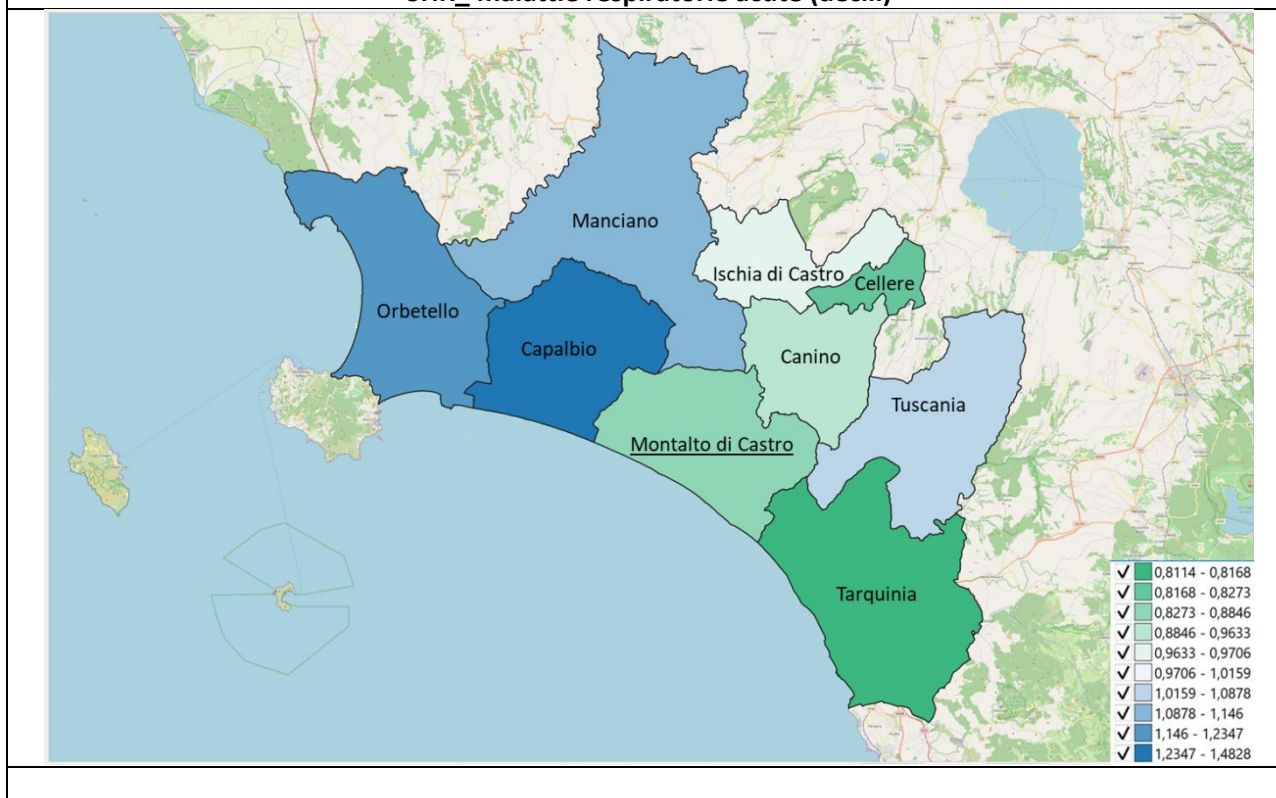 Manciano
Ischia di Castro
Cellere
Orbetello
Capalbio
Canino
Tuscania
Montalto di Castro
Tarquinia
0,8114 - 0,8168
0,8168 - 0,8273
0,8273 - 0,8846
0,8846 - 0,9633
0,9633 - 0,9706
0,9706 - 1,0159
1,0159 - 1,0878
1,0878 - 1,146
1,146 - 1,2347
1,2347 - 1,4828